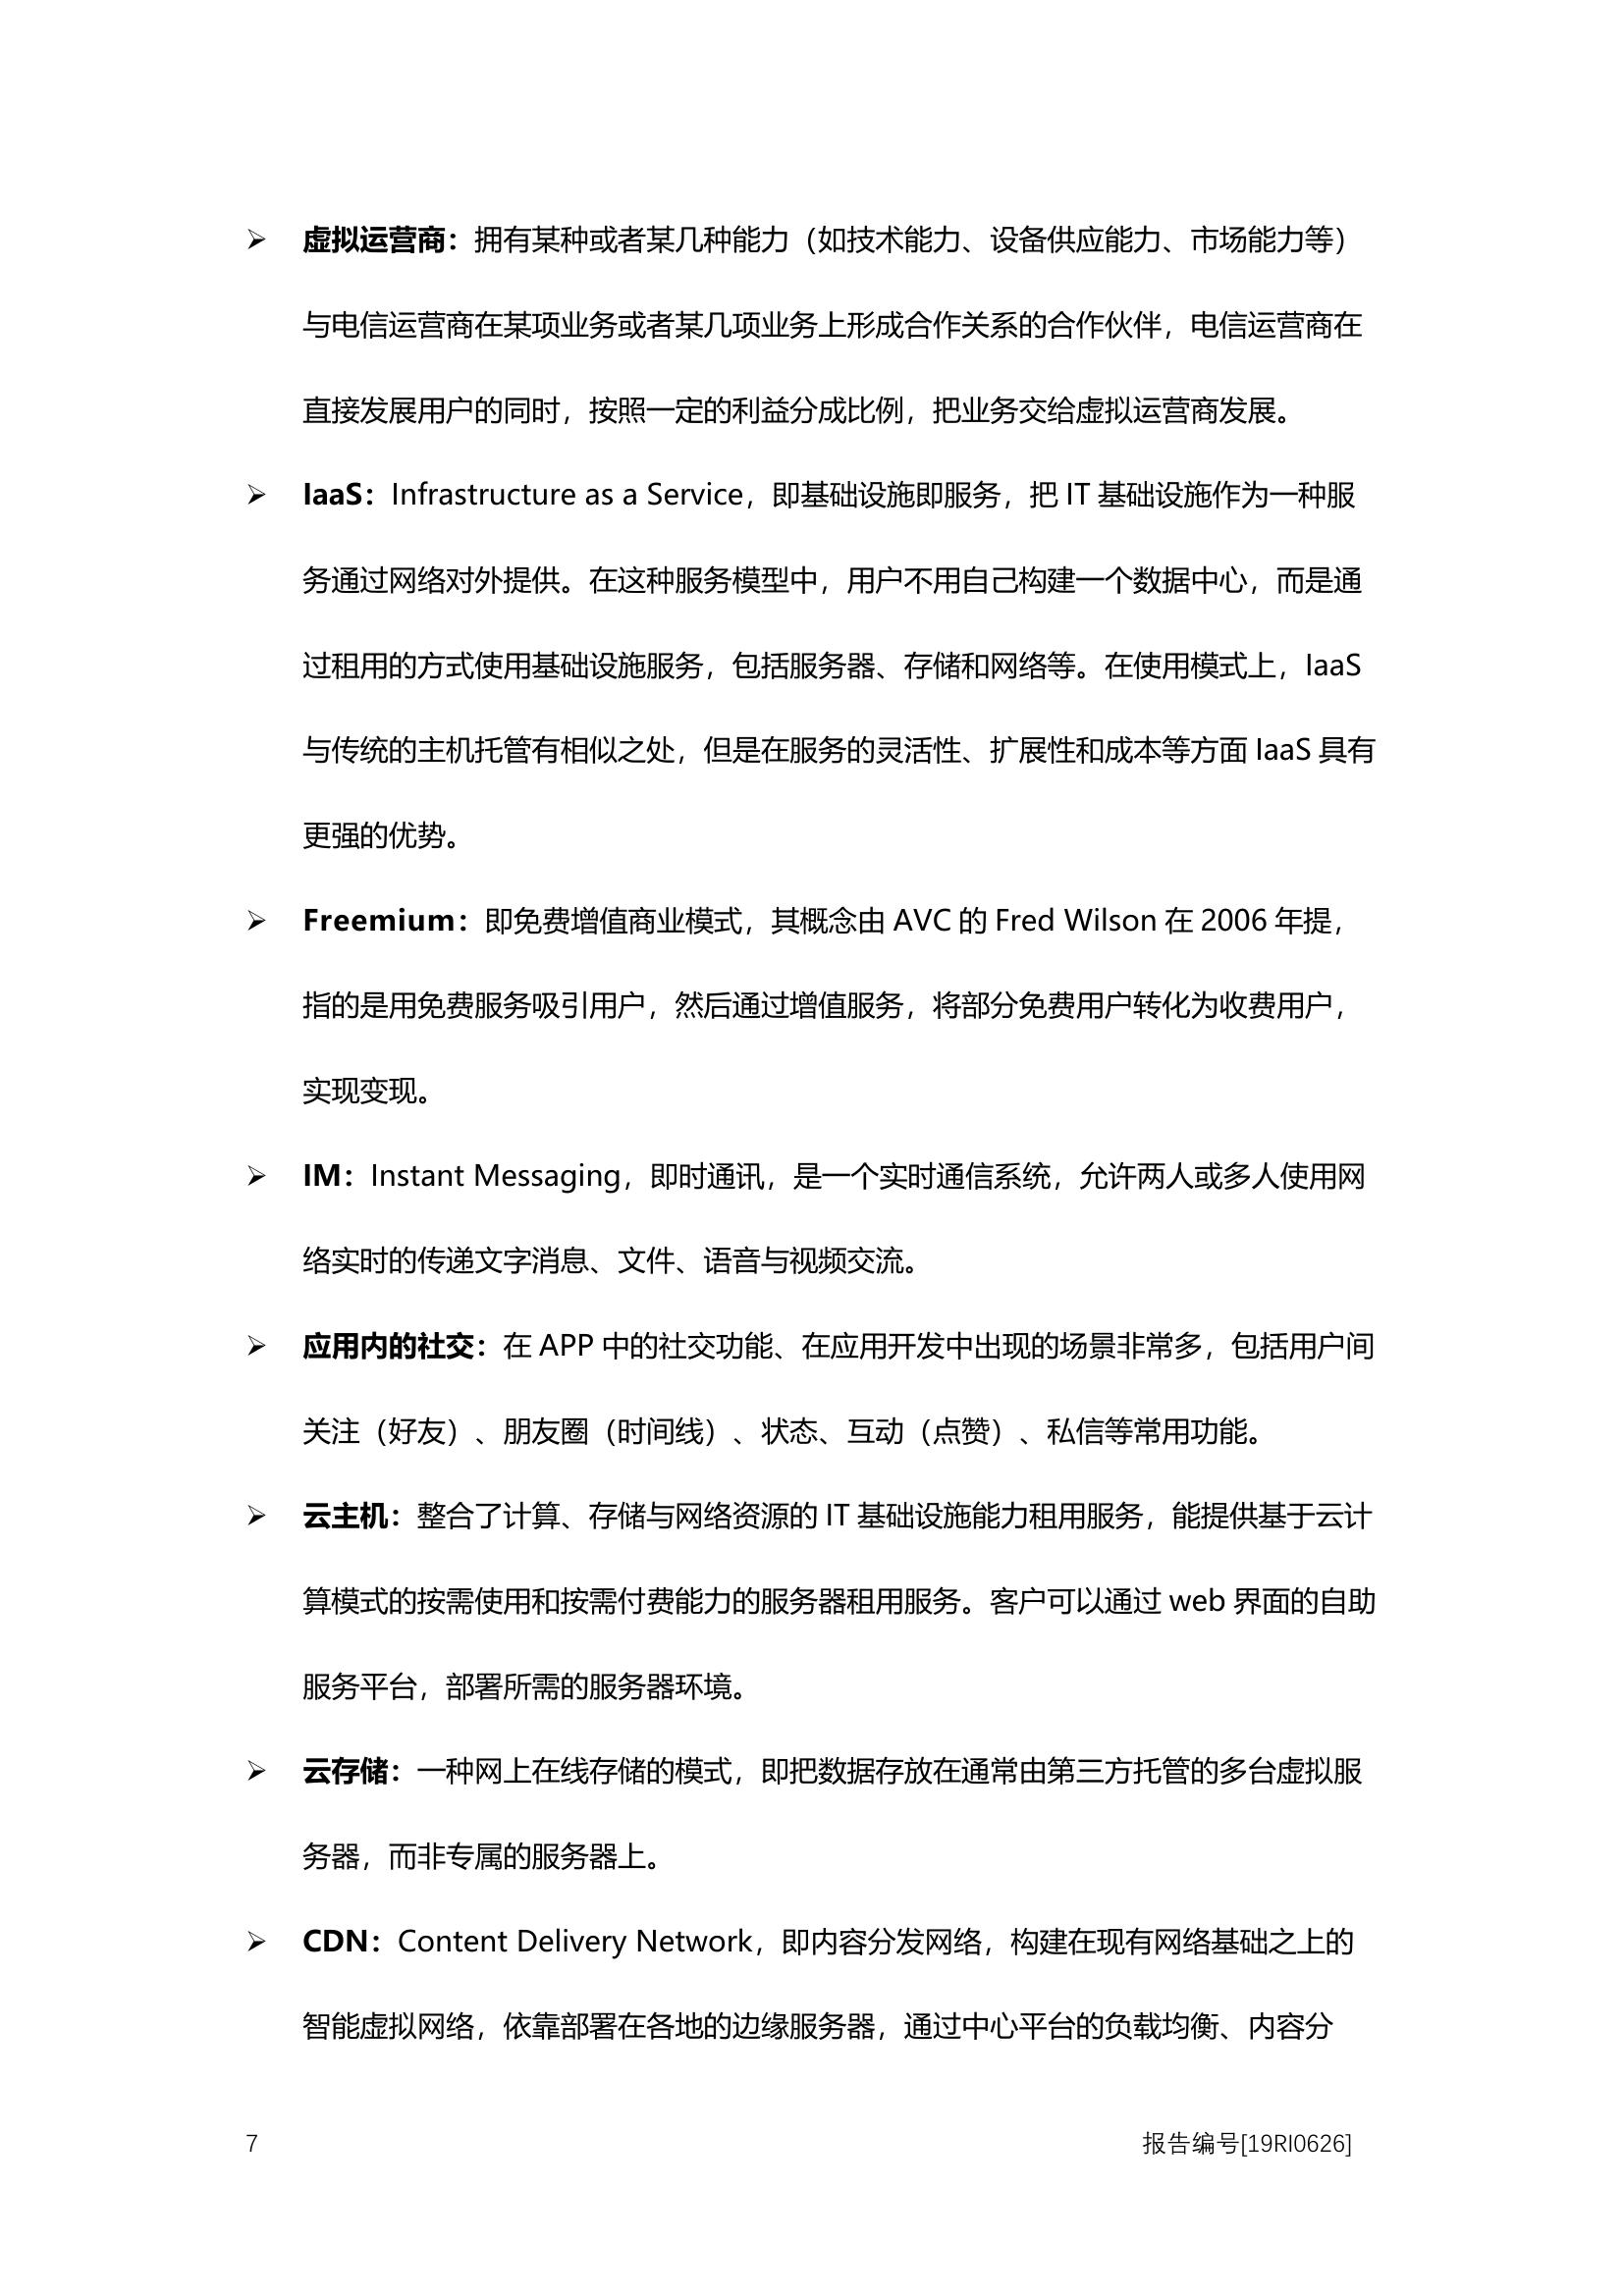 ➢ 虚拟运营商：拥有某种或者某几种能力（如技术能力、设备供应能力、市场能力等）
与电信运营商在某项业务或者某几项业务上形成合作关系的合作伙伴，电信运营商在
直接发展用户的同时，按照一定的利益分成比例，把业务交给虚拟运营商发展。
➢ IaaS：Infrastructure as a Service，即基础设施即服务，把 IT 基础设施作为一种服
务通过网络对外提供。在这种服务模型中，用户不用自己构建一个数据中心，而是通
过租用的方式使用基础设施服务，包括服务器、存储和网络等。在使用模式上，IaaS
与传统的主机托管有相似之处，但是在服务的灵活性、扩展性和成本等方面 IaaS 具有
更强的优势。
➢ Freemium：即免费增值商业模式，其概念由 AVC 的 Fred Wilson 在 2006 年提，
指的是用免费服务吸引用户，然后通过增值服务，将部分免费用户转化为收费用户，
实现变现。
➢ IM：Instant Messaging，即时通讯，是一个实时通信系统，允许两人或多人使用网
络实时的传递文字消息、文件、语音与视频交流。
➢ 应用内的社交：在 APP 中的社交功能、在应用开发中出现的场景非常多，包括用户间
关注（好友）、朋友圈（时间线）、状态、互动（点赞）、私信等常用功能。
➢ 云主机：整合了计算、存储与网络资源的 IT 基础设施能力租用服务，能提供基于云计
算模式的按需使用和按需付费能力的服务器租用服务。客户可以通过 web 界面的自助
服务平台，部署所需的服务器环境。
➢ 云存储：一种网上在线存储的模式，即把数据存放在通常由第三方托管的多台虚拟服
务器，而非专属的服务器上。
➢ CDN：Content Delivery Network，即内容分发网络，构建在现有网络基础之上的
智能虚拟网络，依靠部署在各地的边缘服务器，通过中心平台的负载均衡、内容分
7 报告编号[19RI0626]